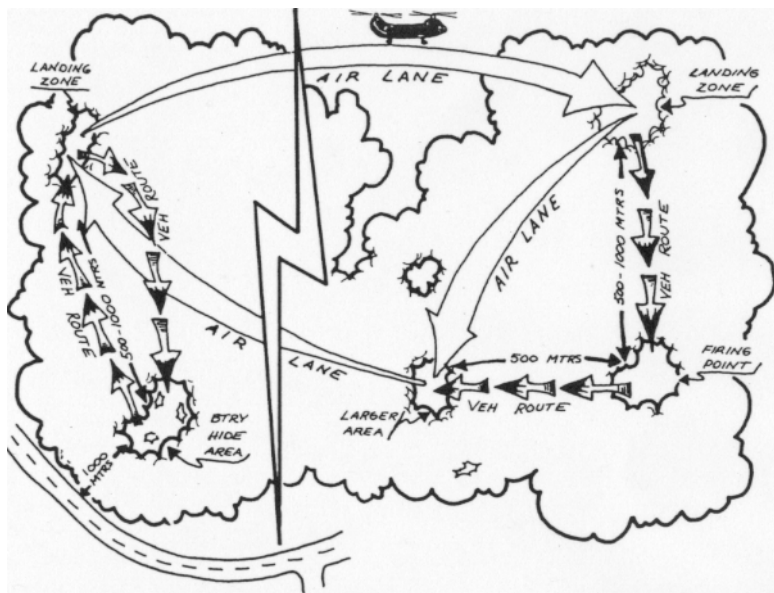 LANDING
ZONE
AIR LANE
LANDING
ZONE
VEH ROUTE
500-1000 MTRS
VEH ROUTE
500-1000 MTRS
VEH ROUTE
AIR LANE
AIR LANE
500 MTRS
VEH ROUTE
FIRING
POINT
LARGER
AREA
BTRY
HIDE
AREA
1000
MTRS